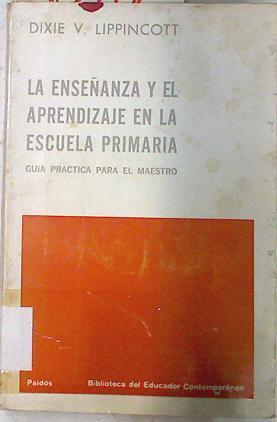 DIXIE V. LIPPINCOTT
LA ENSEÑANZA Y EL
APRENDIZAJE EN LA
ESCUELA PRIMARIA
GUIA PRACTICA PARA EL MAESTRO
Paidós Biblioteca del Educador Contemporáneo